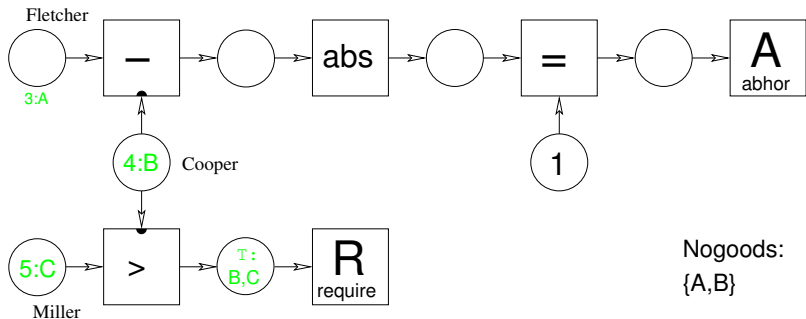 Fletcher
3:A
−
abs
=
A
abhor
4:B
Cooper
1
5:C
Miller
>
T:
B,C
R
require
Nogoods:
{A,B}